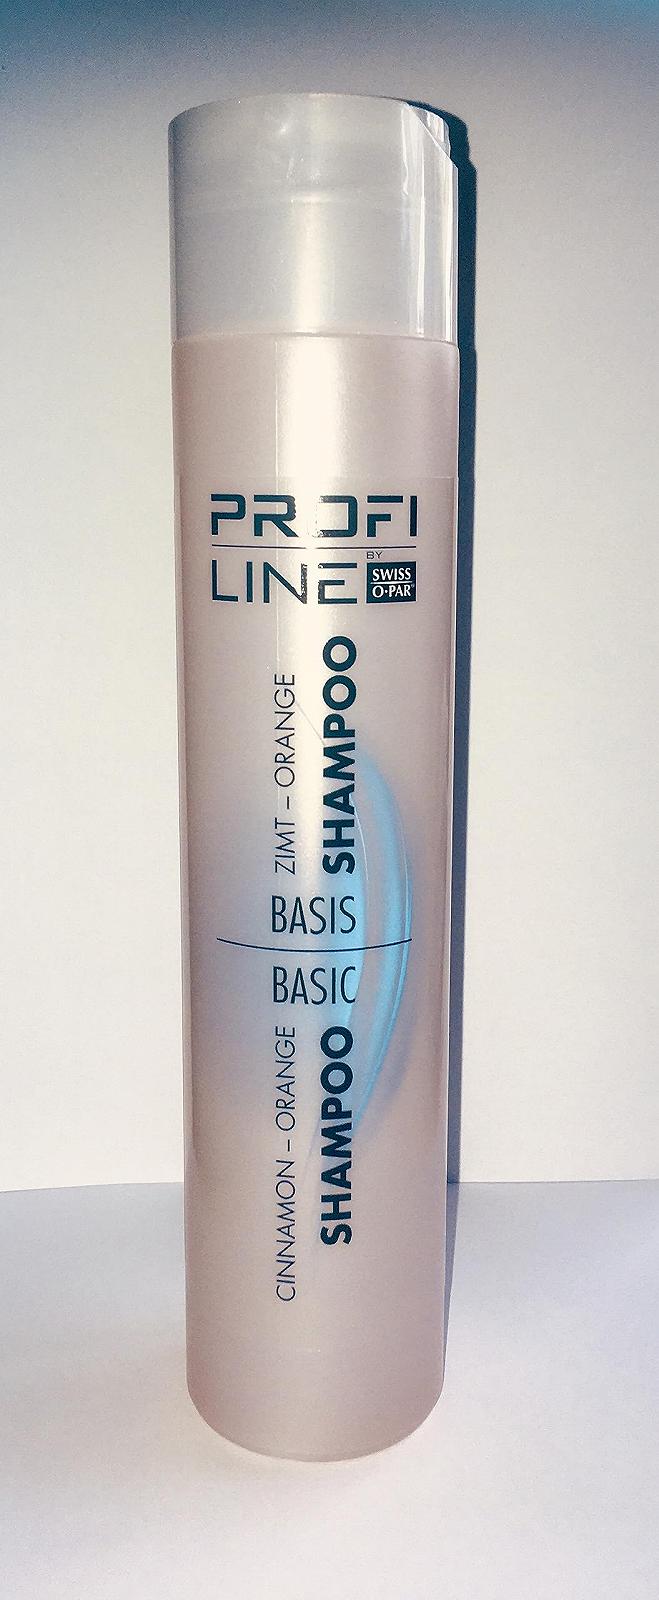 PROFI
LINE
BY
SWISS
O·PAR®
ZIMT – ORANGE
SHAMPOO
BASIS
BASIC
CINNAMON – ORANGE
SHAMPOO